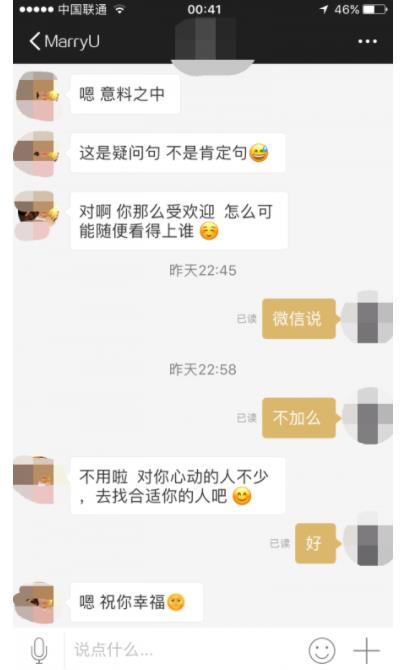 中国联通
00:41
46%
MarryU
嗯 意料之中
这是疑问句 不是肯定句
对啊 你那么受欢迎 怎么可
能随便看得上谁
昨天22:45
已读
微信说
昨天22:58
已读
不加么
不用啦 对你心动的人不少
，去找合适你的人吧
已读
好
嗯 祝你幸福
说点什么...